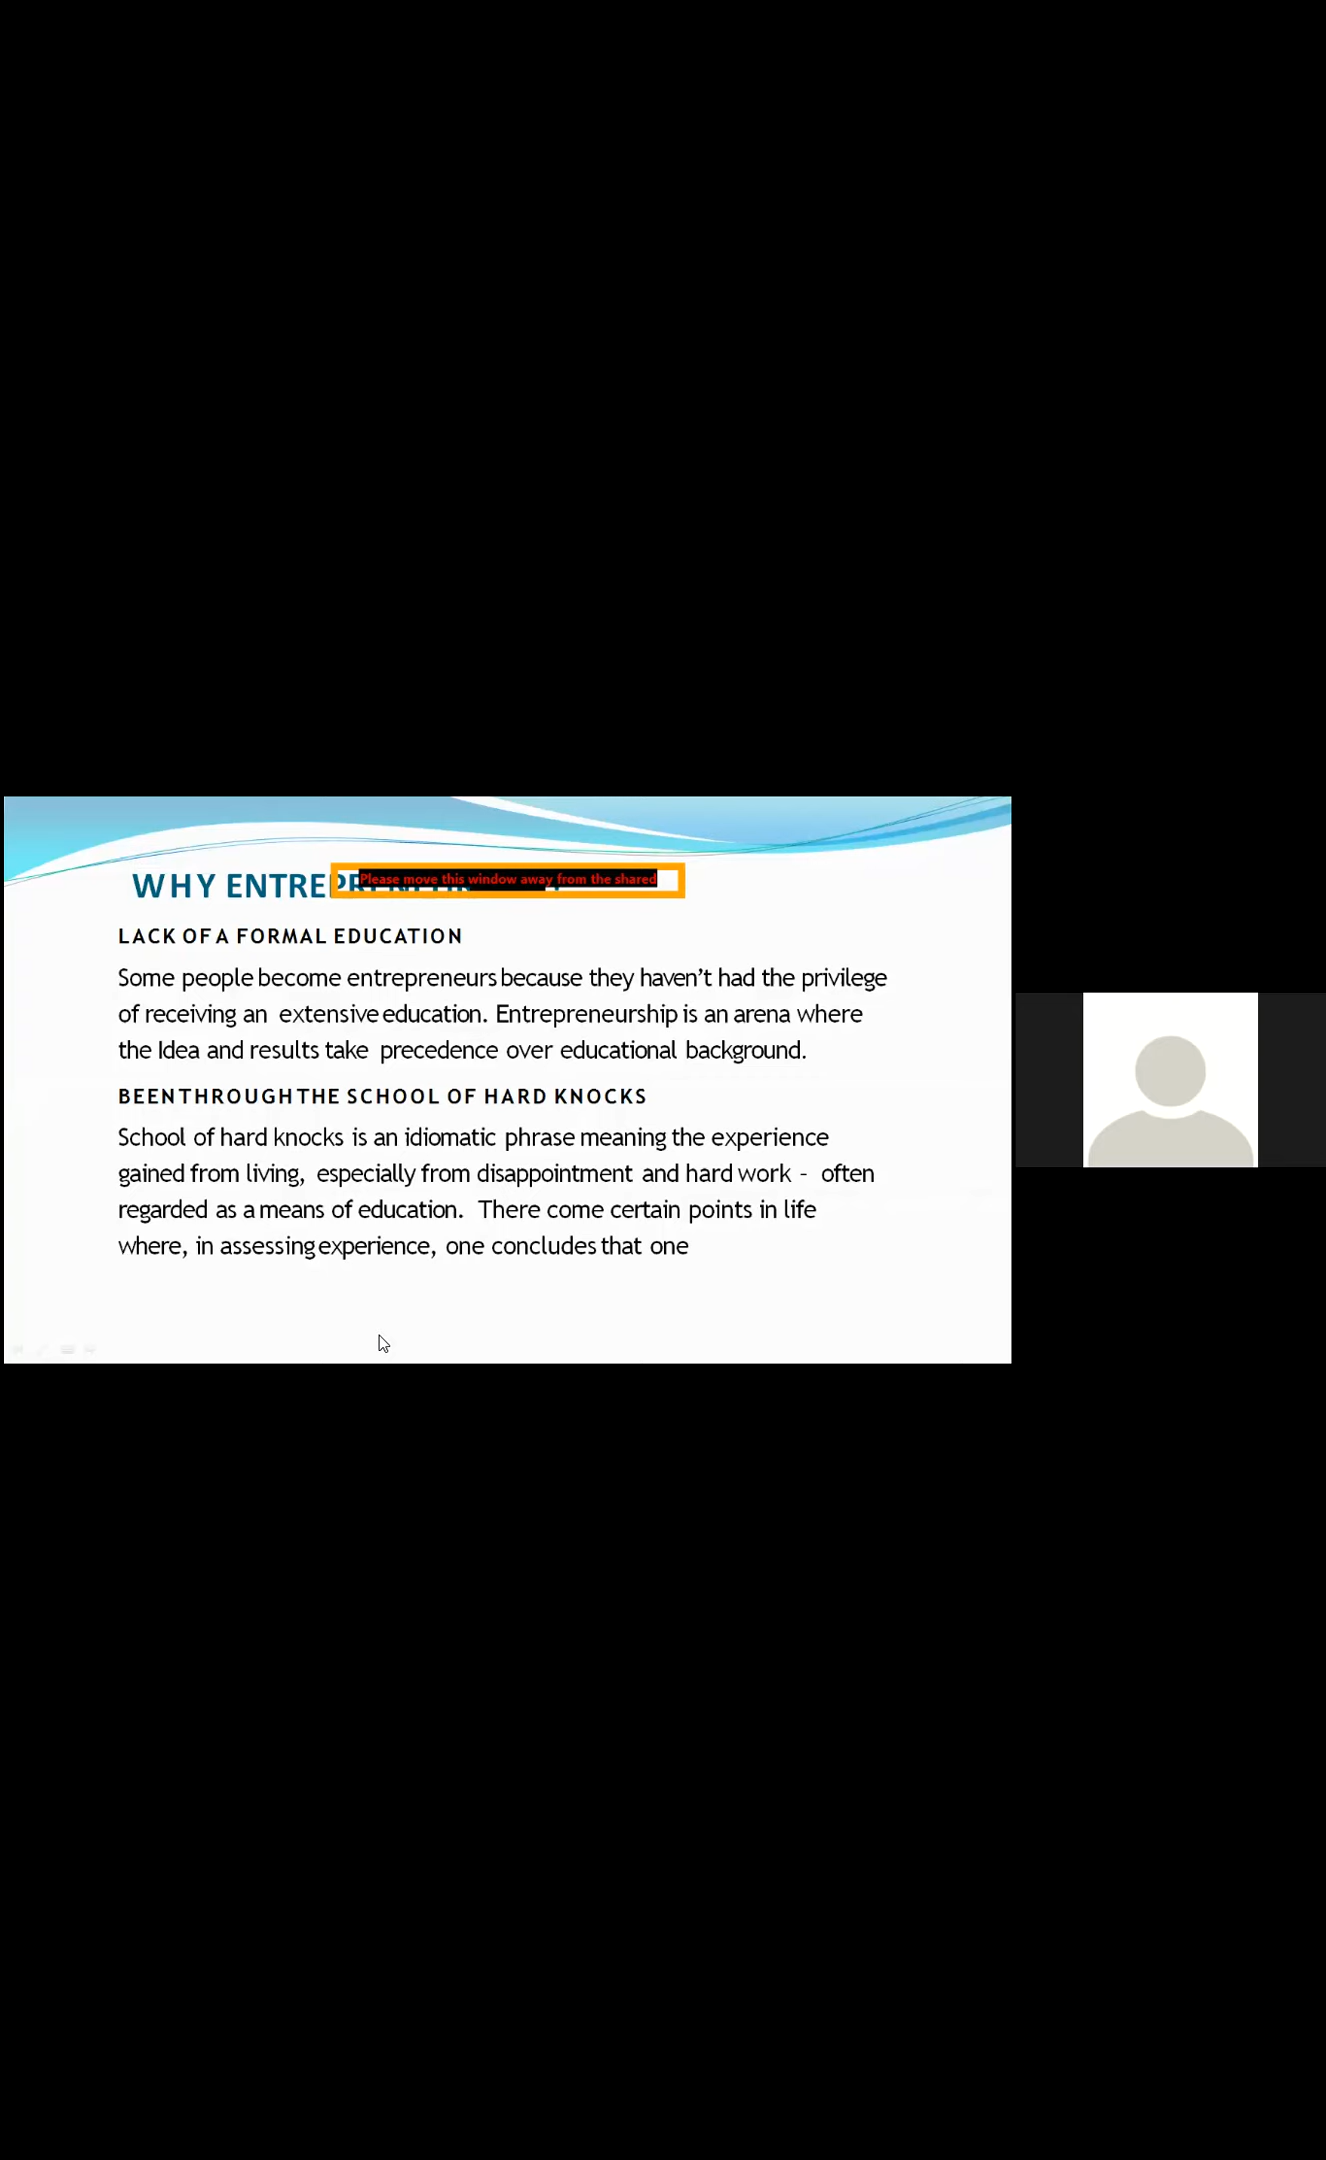 WHY
Please move this window away from the shared
LACK OF A FORMAL EDUCATION
Some people become entrepreneurs because they haven't had the privilege
of receiving an extensive education. Entrepreneurship is an arena where
the Idea and results take precedence over educational background.
BEEN THROUGH THE SCHOOL OF HARD KNOCKS
School of hard knocks is an idiomatic phrase meaning the experience
gained from living, especially from disappointment and hard work - often
regarded as a means of education. There come certain points in life
where, in assessing experience, one concludes that one